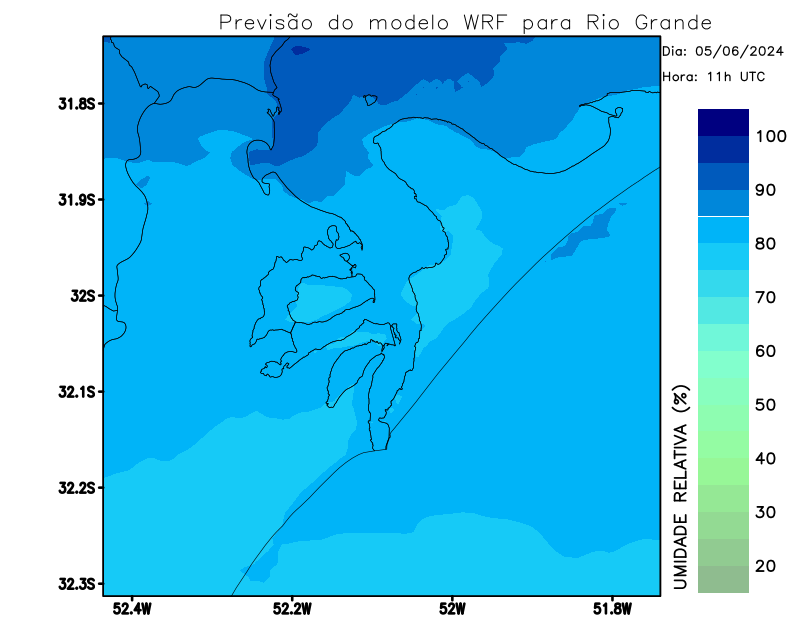 Previsão do modelo WRF para Rio Grande
Dia: 05/06/2024
Hora: 11h UTC
31.8S
31.9S
32S
32.1S
32.2S
32.3S
52.4W
52.2W
52W
51.8W
100
90
80
70
60
50
40
30
20
UMIDADE RELATIVA (%)